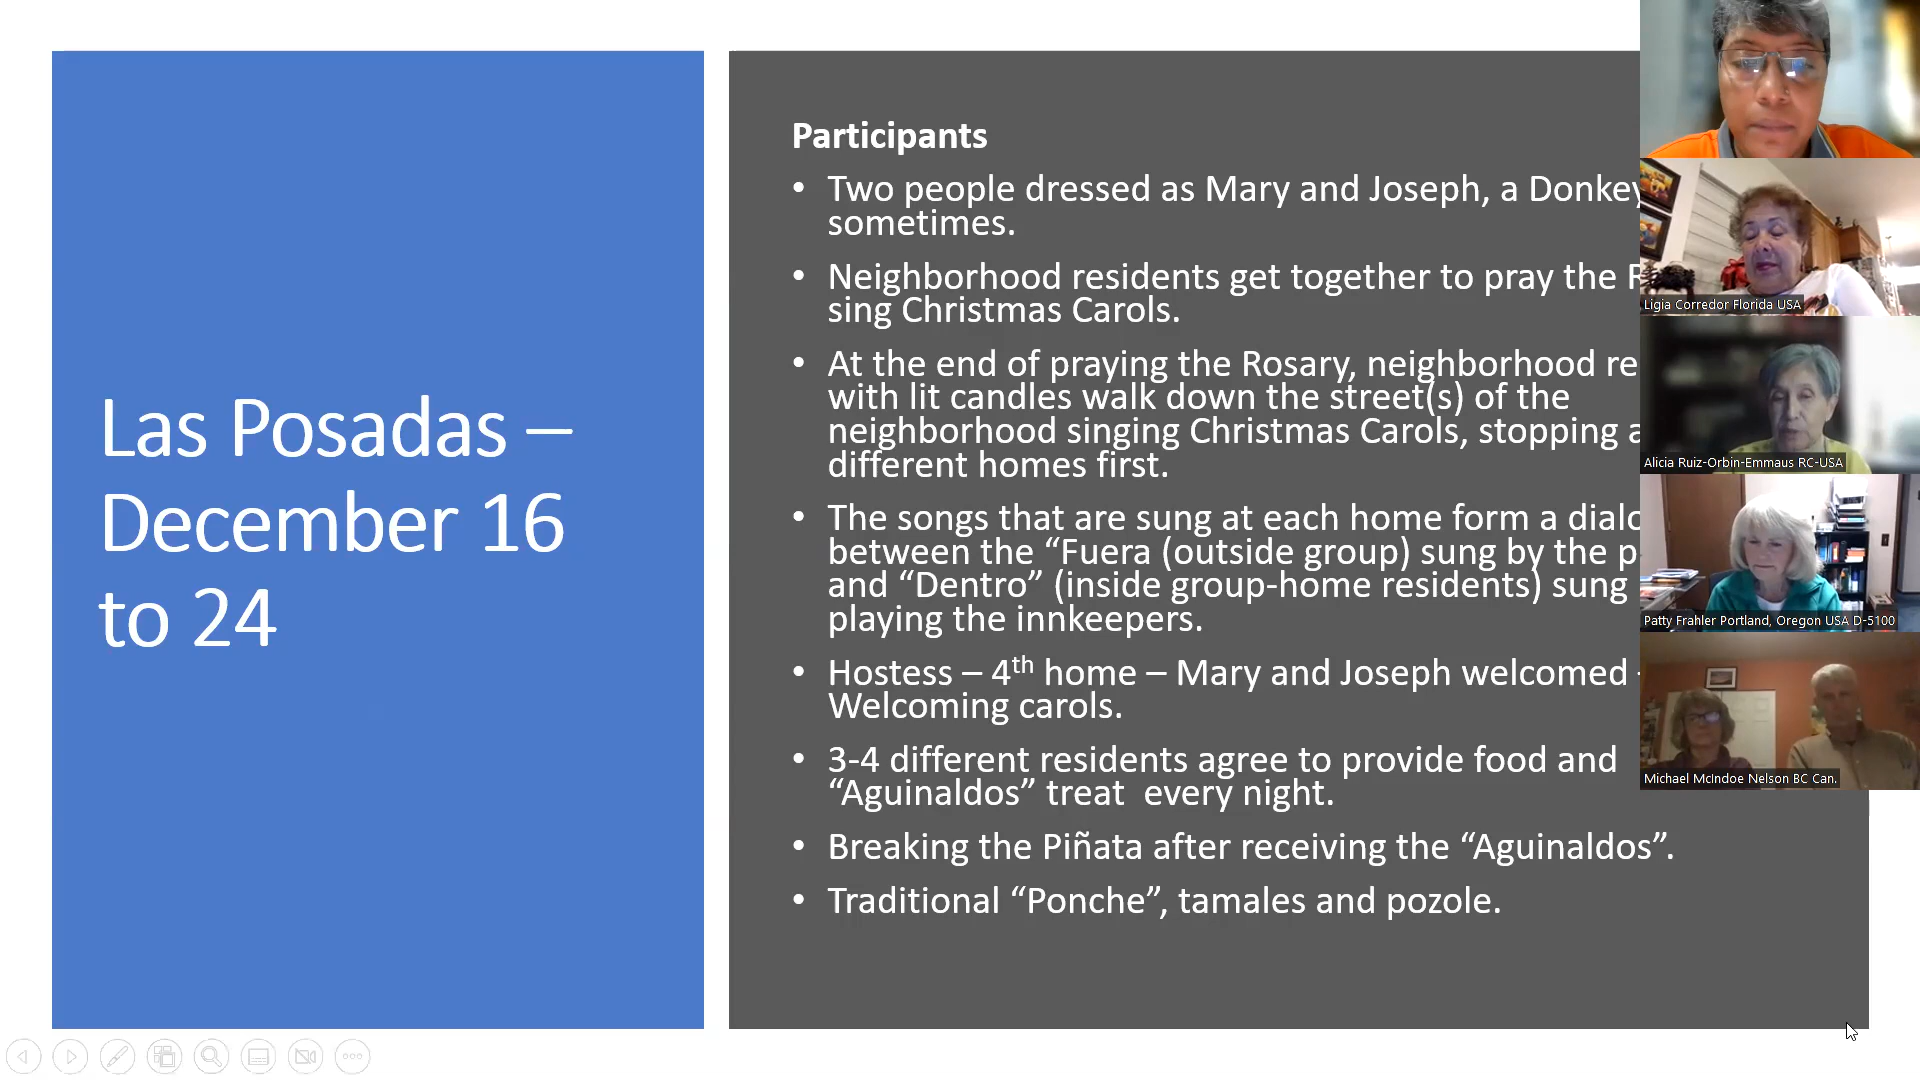 Las Posadas –
December 16
to 24
Participants
• Two people dressed as Mary and Joseph, a Donkey
sometimes.
• Neighborhood residents get together to pray the
sing Christmas Carols.
• At the end of praying the Rosary, neighborhood re
with lit candles walk down the street(s) of the
neighborhood singing Christmas Carols, stopping a
different homes first.
• The songs that are sung at each home form a dialo
between the “Fuera (outside group) sung by the p
and “Dentro” (inside group-home residents) sung
playing the innkeepers.
• Hostess – 4th home – Mary and Joseph welcomed
Welcoming carols.
• 3-4 different residents agree to provide food and
“Aguinaldos” treat  every night.
• Breaking the Piñata after receiving the “Aguinaldos”.
• Traditional “Ponche”, tamales and pozole.
Ligia Corredor Florida USA
Alicia Ruiz-Orbin-Emmaus RC-USA
Patty Frahler Portland, Oregon USA D-5100
Michael McIndoe Nelson BC Can.